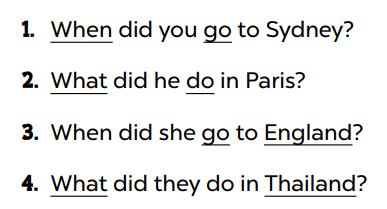 1. When did you go to Sydney?
2. What did he do in Paris?
3. When did she go to England?
4. What did they do in Thailand?